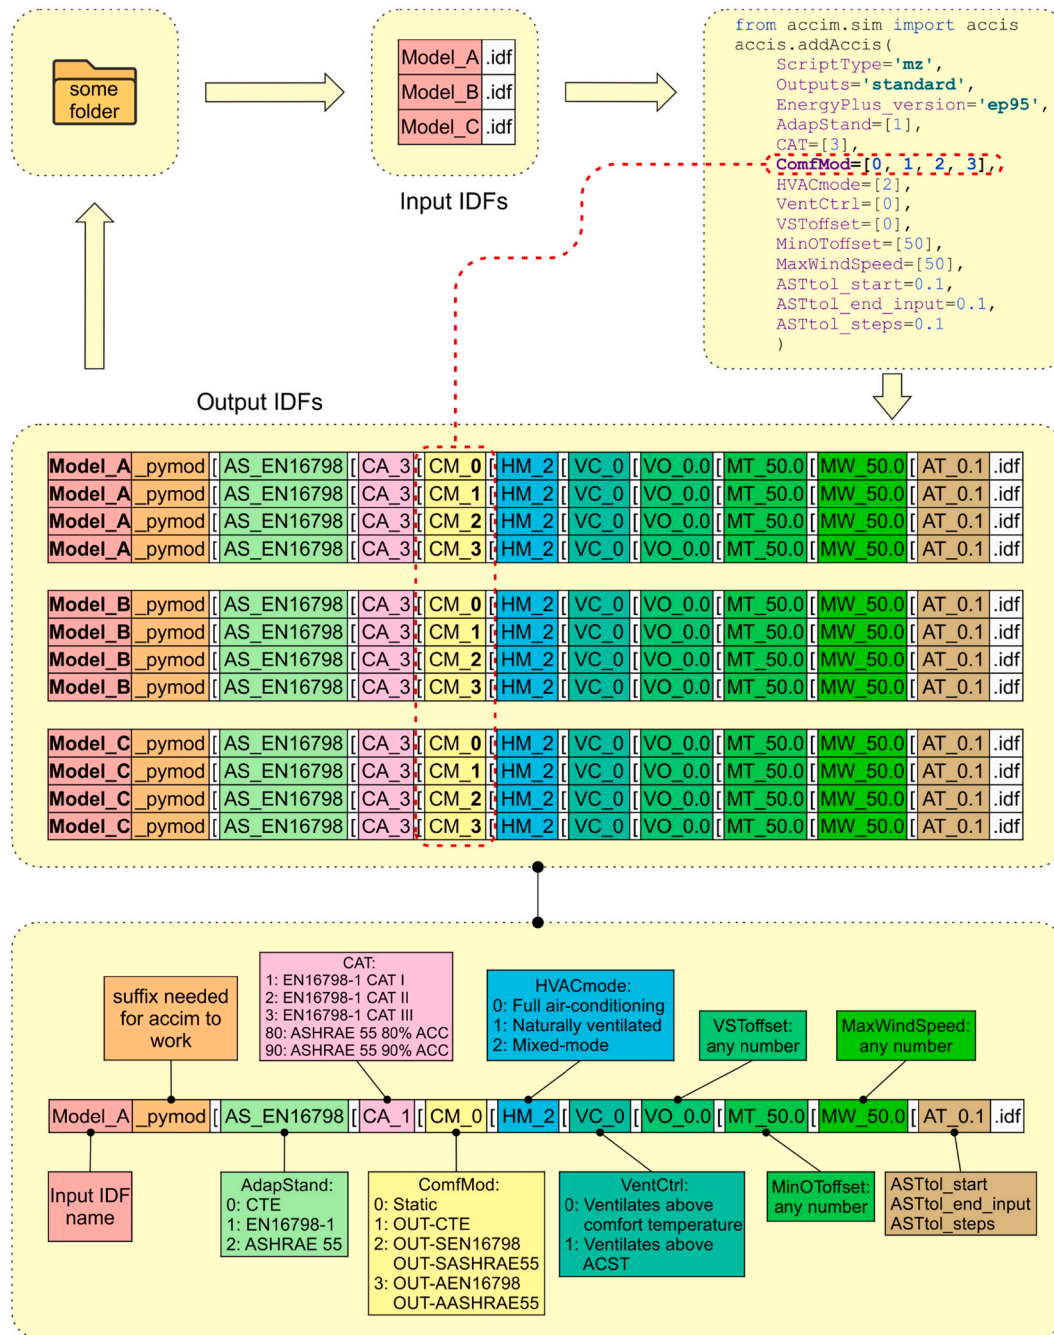 some
folder
Model_A .idf
Model_B .idf
Model_C .idf
Input IDFs
from accim.sim import accis
accis.addAccis(
ScriptType='mz',
Outputs='standard',
EnergyPlus_version='ep95',
AdapStand=[1],
CAT=[3],
ComfMod=[0, 1, 2, 3],
HVACmode=[2],
VentCtrl=[0],
VSToffset=[0],
MinOToffset=[50],
MaxWindSpeed=[50],
ASTtol_start=0.1,
ASTtol_end_input=0.1,
ASTtol_steps=0.1
)
Output IDFs
Model_A _pymod [ AS_EN16798 [ CA_3 [ CM_0 [ HM_2 [ VC_0 [ VO_0.0 [ MT_50.0 [ MW_50.0 [ AT_0.1 .idf
Model_A _pymod [ AS_EN16798 [ CA_3 [ CM_1 [ HM_2 [ VC_0 [ VO_0.0 [ MT_50.0 [ MW_50.0 [ AT_0.1 .idf
Model_A _pymod [ AS_EN16798 [ CA_3 [ CM_2 [ HM_2 [ VC_0 [ VO_0.0 [ MT_50.0 [ MW_50.0 [ AT_0.1 .idf
Model_A _pymod [ AS_EN16798 [ CA_3 [ CM_3 [ HM_2 [ VC_0 [ VO_0.0 [ MT_50.0 [ MW_50.0 [ AT_0.1 .idf
Model_B _pymod [ AS_EN16798 [ CA_3 [ CM_0 [ HM_2 [ VC_0 [ VO_0.0 [ MT_50.0 [ MW_50.0 [ AT_0.1 .idf
Model_B _pymod [ AS_EN16798 [ CA_3 [ CM_1 [ HM_2 [ VC_0 [ VO_0.0 [ MT_50.0 [ MW_50.0 [ AT_0.1 .idf
Model_B _pymod [ AS_EN16798 [ CA_3 [ CM_2 [ HM_2 [ VC_0 [ VO_0.0 [ MT_50.0 [ MW_50.0 [ AT_0.1 .idf
Model_B _pymod [ AS_EN16798 [ CA_3 [ CM_3 [ HM_2 [ VC_0 [ VO_0.0 [ MT_50.0 [ MW_50.0 [ AT_0.1 .idf
Model_C _pymod [ AS_EN16798 [ CA_3 [ CM_0 [ HM_2 [ VC_0 [ VO_0.0 [ MT_50.0 [ MW_50.0 [ AT_0.1 .idf
Model_C _pymod [ AS_EN16798 [ CA_3 [ CM_1 [ HM_2 [ VC_0 [ VO_0.0 [ MT_50.0 [ MW_50.0 [ AT_0.1 .idf
Model_C _pymod [ AS_EN16798 [ CA_3 [ CM_2 [ HM_2 [ VC_0 [ VO_0.0 [ MT_50.0 [ MW_50.0 [ AT_0.1 .idf
Model_C _pymod [ AS_EN16798 [ CA_3 [ CM_3 [ HM_2 [ VC_0 [ VO_0.0 [ MT_50.0 [ MW_50.0 [ AT_0.1 .idf
suffix needed
for accim to
work
CAT:
1: EN16798-1 CAT I
2: EN16798-1 CAT II
3: EN16798-1 CAT III
80: ASHRAE 55 80% ACC
90: ASHRAE 55 90% ACC
HVACmode:
0: Full air-conditioning
1: Naturally ventilated
2: Mixed-mode
VSToffset:
any number
MaxWindSpeed:
any number
Model_A _pymod [ AS_EN16798 [ CA_1 [ CM_0 [ HM_2 [ VC_0 [ VO_0.0 [ MT_50.0 [ MW_50.0 [ AT_0.1 .idf
Input IDF
name
AdapStand:
0: CTE
1: EN16798-1
2: ASHRAE 55
ComfMod:
0: Static
1: OUT-CTE
2: OUT-SEN16798
OUT-SASHRAE55
3: OUT-AEN16798
OUT-AASHRAE55
VentCtrl:
0: Ventilates above
comfort temperature
1: Ventilates above
ACST
MinOToffset:
any number
ASTtol_start
ASTtol_end_input
ASTtol_steps